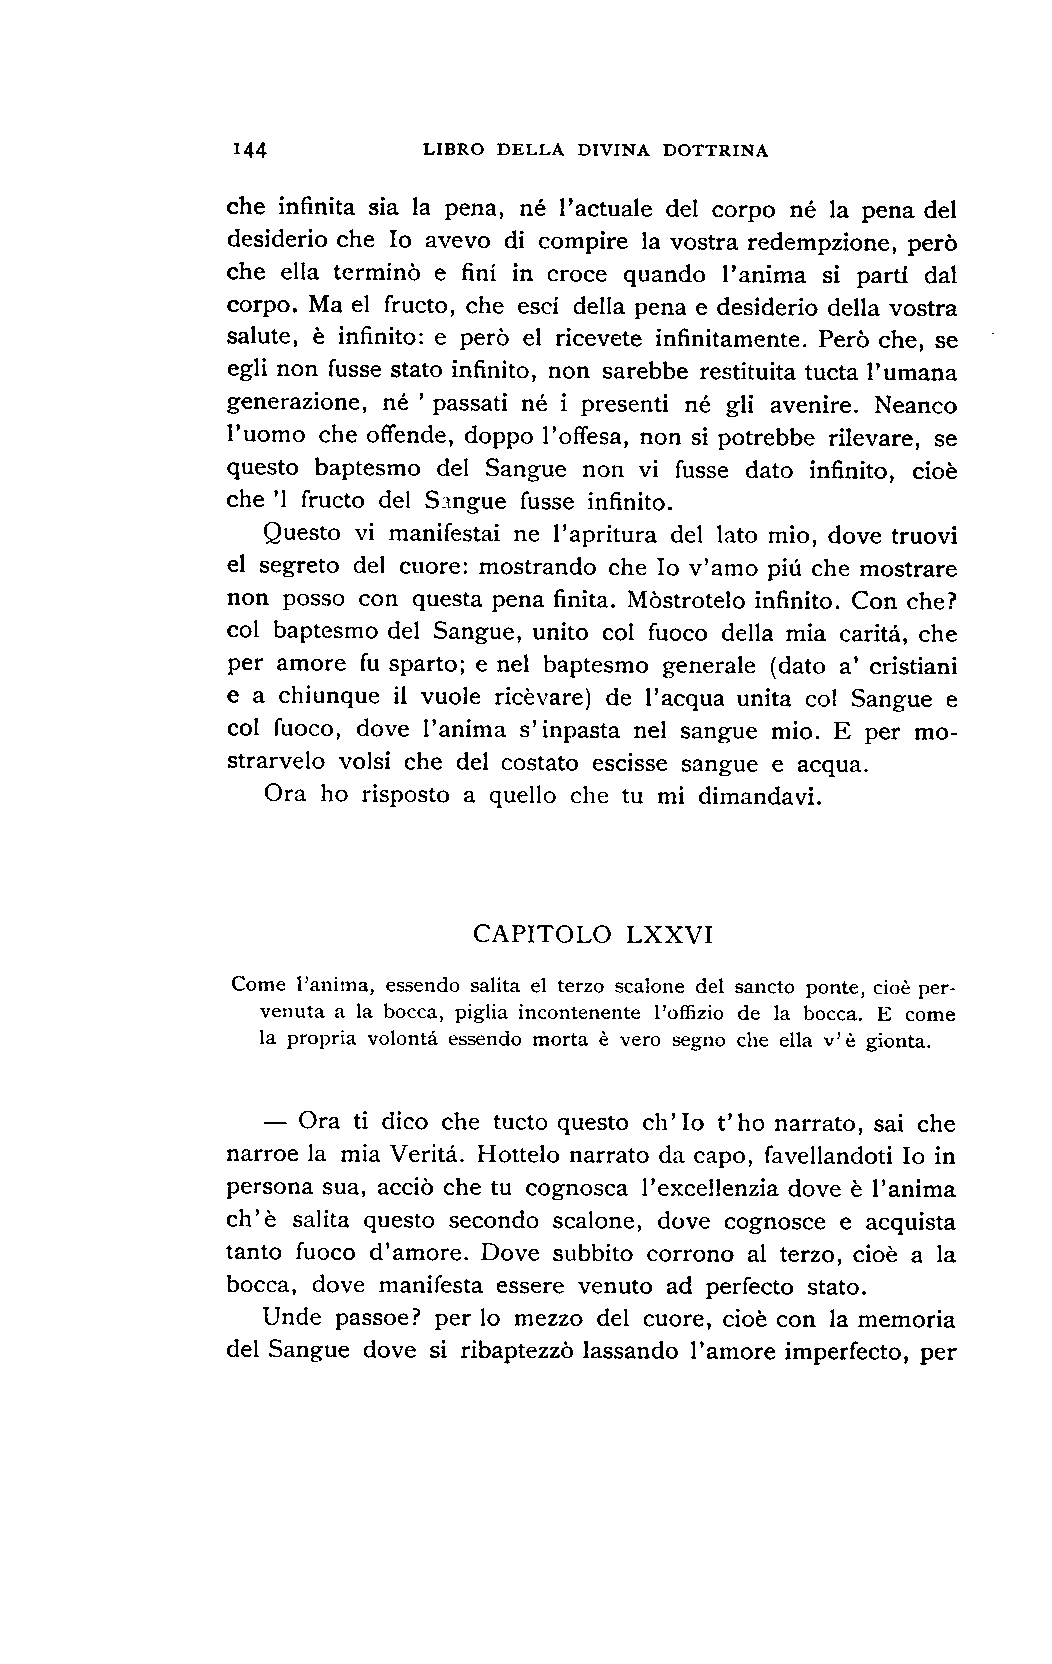 144 LIBRO DELLA DIVINA DOTTRINA
che infinita sia la pena, né l'actuale del corpo né la pena del
desiderio che Io avevo di compire la vostra redempzione, però
che ella terminò e finí in croce quando l'anima si partí dal
corpo. Ma el fructo, che escí della pena e desiderio della vostra
salute, è infinito: e però el ricevete infinitamente. Però che, se
egli non fusse stato infinito, non sarebbe restituita tucta l'umana
generazione, né ' passati né i presenti né gli avenire. Neanco
l'uomo che offende, doppo l'offesa, non si potrebbe rilevare, se
questo baptesmo del Sangue non vi fusse dato infinito, cioè
che 'l fructo del Sangue fusse infinito.
Questo vi manifestai ne l'apritura del lato mio, dove truovi
el segreto del cuore: mostrando che Io v'amo piú che mostrare
non posso con questa pena finita. Mòstrotelo infinito. Con che?
col baptesmo del Sangue, unito col fuoco della mia caritá, che
per amore fu sparto; e nel baptesmo generale (dato a' cristiani
e a chiunque il vuole ricèvare) de l'acqua unita col Sangue e
col fuoco, dove l'anima s'inpasta nel sangue mio. E per mo-
strarvelo volsi che del costato escisse sangue e acqua.
Ora ho risposto a quello che tu mi dimandavi.
CAPITOLO LXXVI
Come l'anima, essendo salita el terzo scalone del sancto ponte, cioè per-
venuta a la bocca, piglia incontenente l'offizio de la bocca. E come
la propria volontá essendo morta è vero segno che ella v'è gionta.
— Ora ti dico che tucto questo ch'Io t'ho narrato, sai che
narroe la mia Veritá. Hottelo narrato da capo, favellandoti Io in
persona sua, acciò che tu cognosca l'excellenzia dove è l'anima
ch'è salita questo secondo scalone, dove cognosce e acquista
tanto fuoco d'amore. Dove subbito corrono al terzo, cioè a la
bocca, dove manifesta essere venuto ad perfecto stato.
Unde passoe? per lo mezzo del cuore, cioè con la memoria
del Sangue dove si ribaptezzò lassando l'amore imperfecto, per